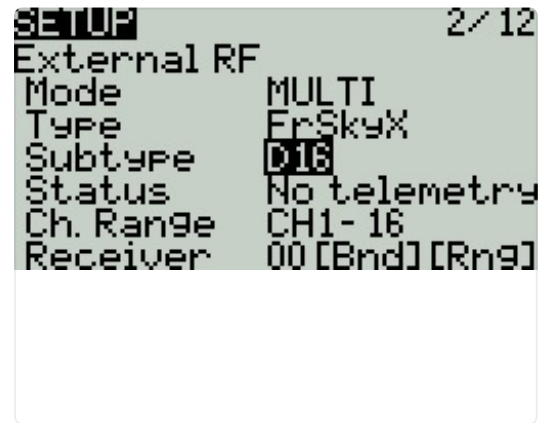 SETUP 2/12
External RF
Mode MULTI
Type FrSkyX
Subtype D16
Status No telemetry
Ch. Range CH1-16
Receiver 00 [Bnd] [Rng]